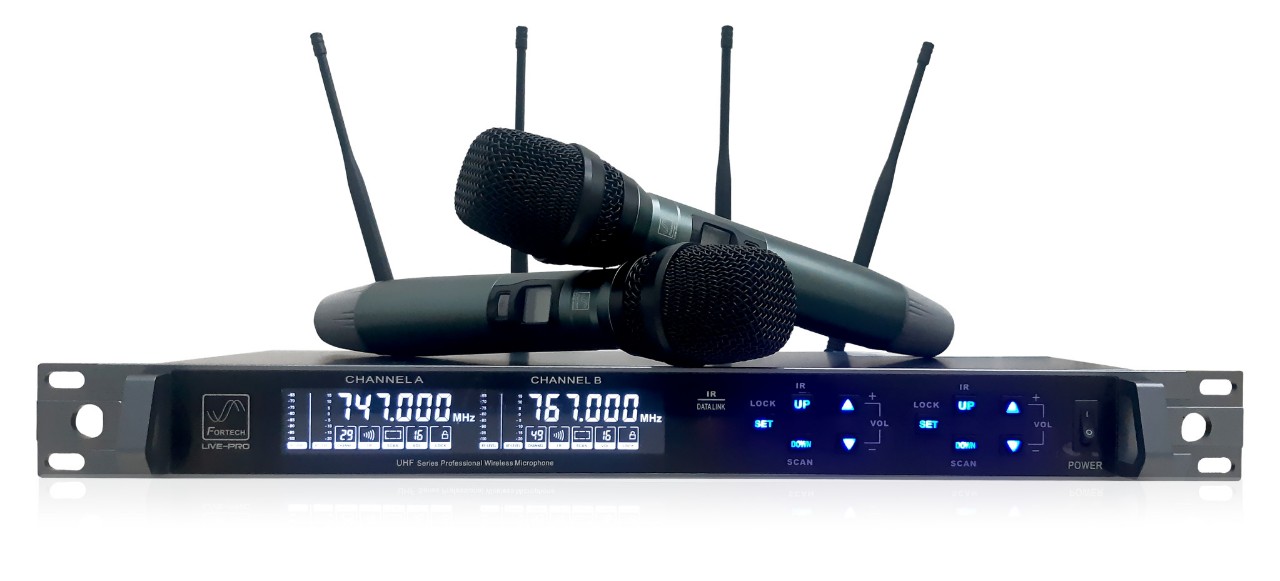 CHANNEL A
CHANNEL B
747.000 MHz
767.000 MHz
29
16
49
16
FORTECH
LIVE-PRO
UHF Series Professional Wireless Microphone
IR
DATALINK
IR
LOCK
UP
+
SET
VOL
DOWN
-
SCAN
IR
LOCK
UP
+
SET
VOL
DOWN
-
SCAN
POWER